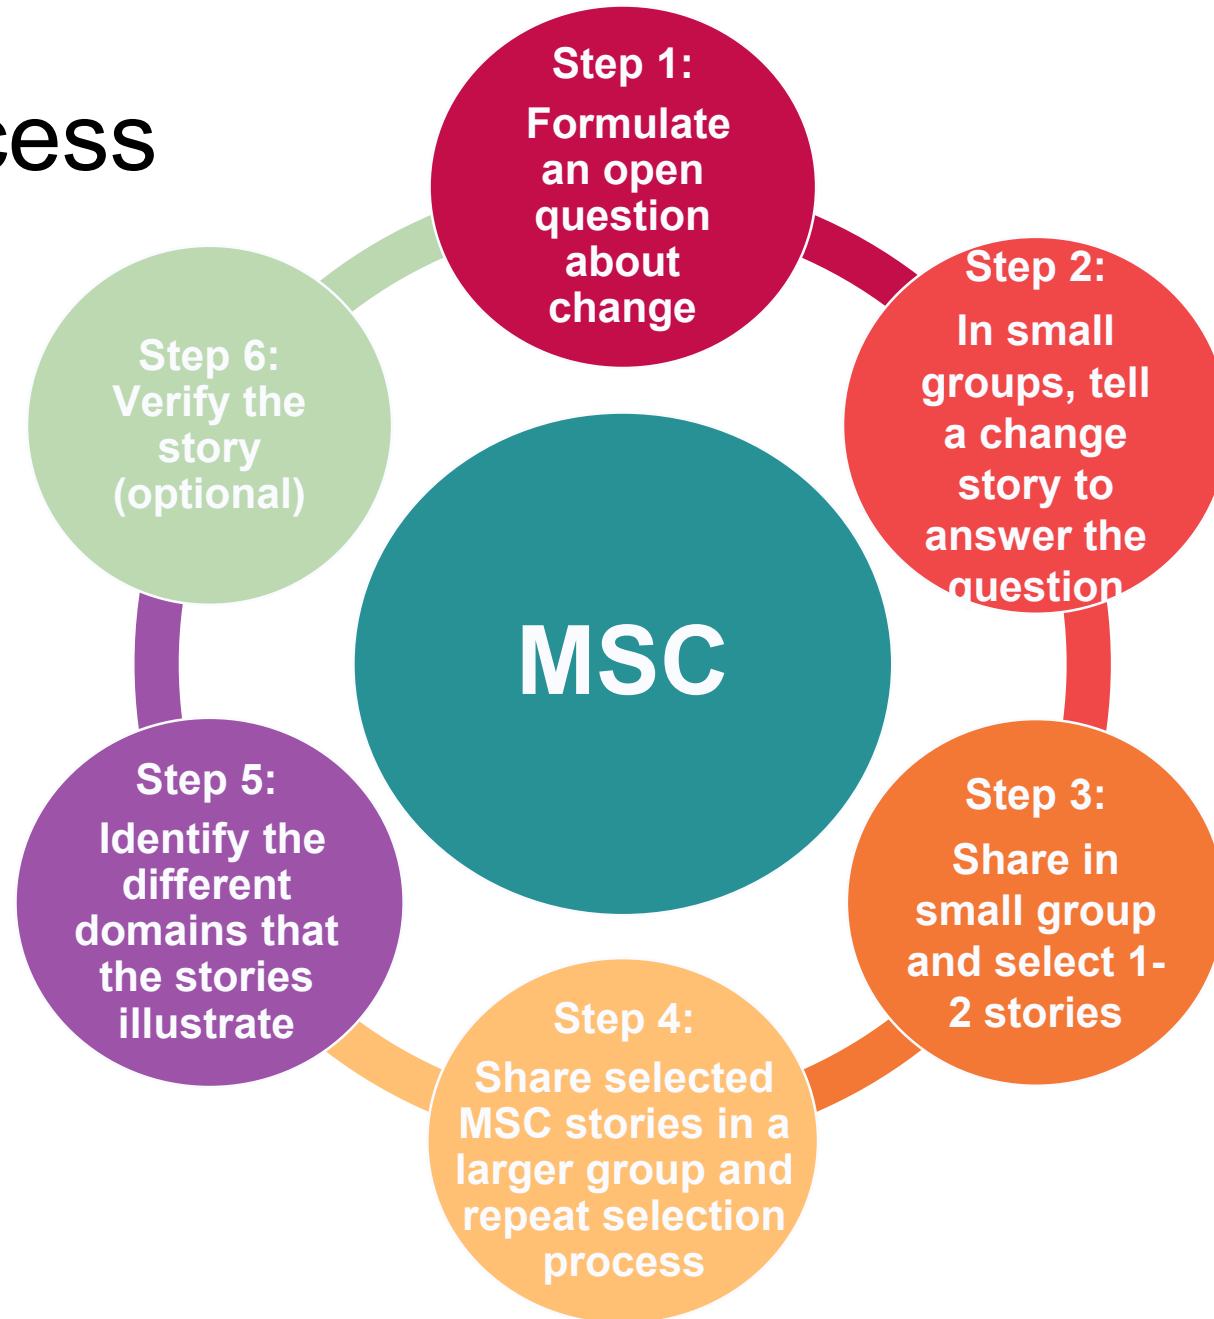 cess
Step 1:
Formulate
an open
question
about
change
Step 2:
In small
groups, tell
a change
story to
answer the
question
Step 3:
Share in
small group
and select 1-
2 stories
Step 4:
Share selected
MSC stories in a
larger group and
repeat selection
process
Step 5:
Identify the
different
domains that
the stories
illustrate
Step 6:
Verify the
story
(optional)
MSC